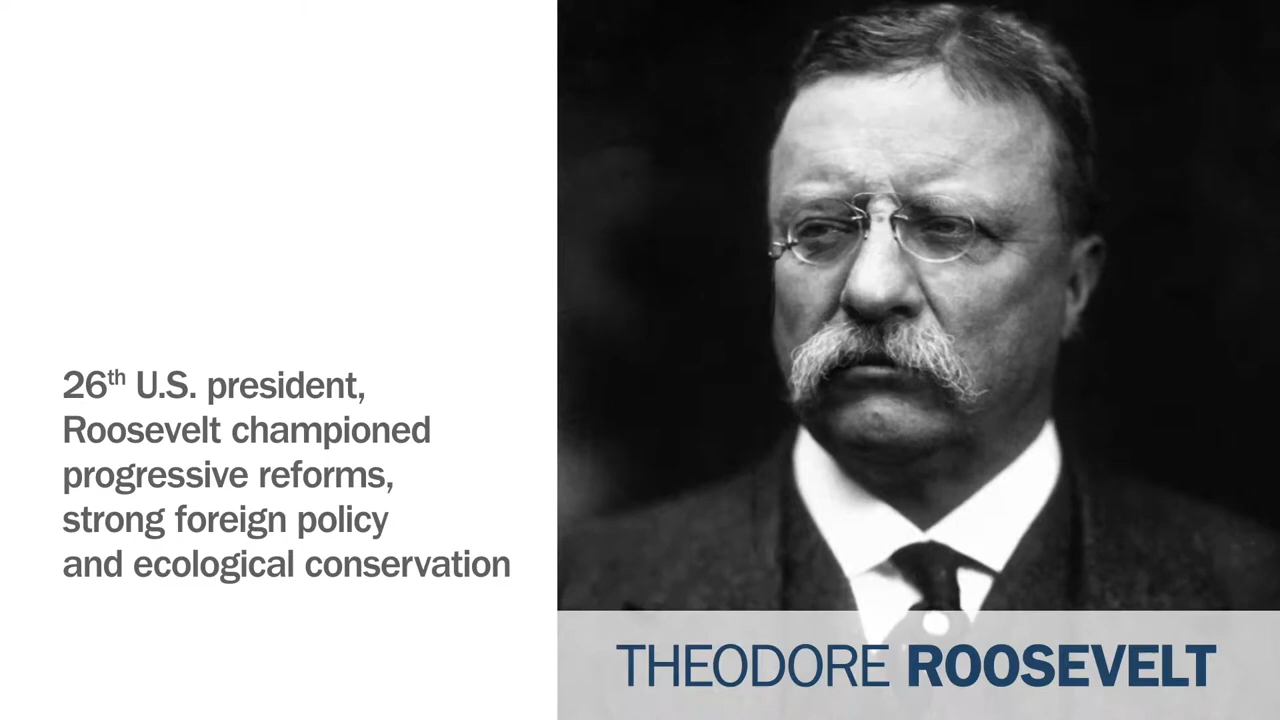 26th U.S. president,
Roosevelt championed
progressive reforms,
strong foreign policy
and ecological conservation
THEODORE ROOSEVELT